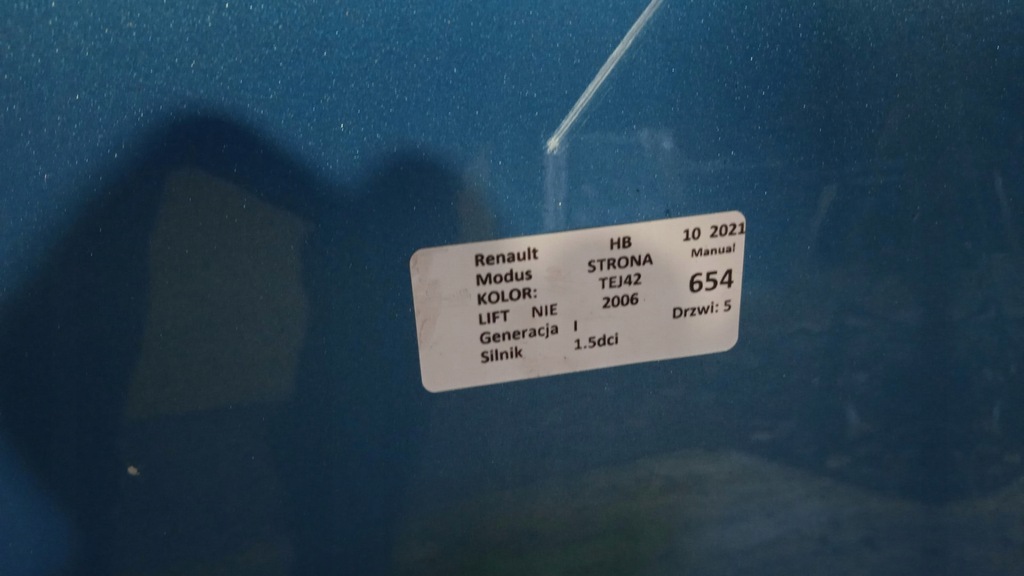 Renault HB 10 2021
Modus STRONA Manual
KOLOR: TEJ42 654
LIFT NIE 2006
Generacja I Drzwi: 5
Silnik 1.5dci